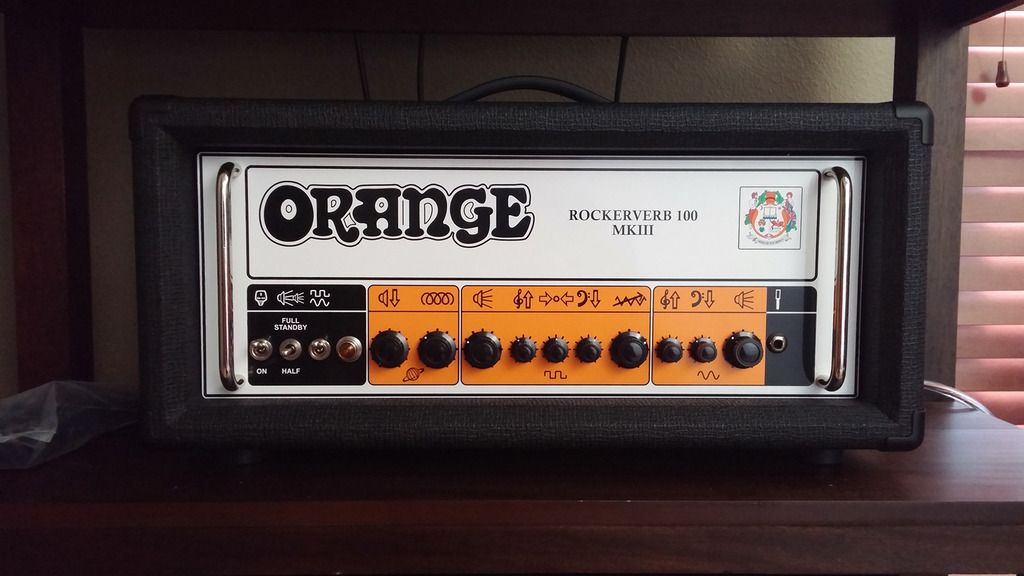 ORANGE
ROCKERVERB 100
MKIII
FULL
STANDBY
ON
HALF